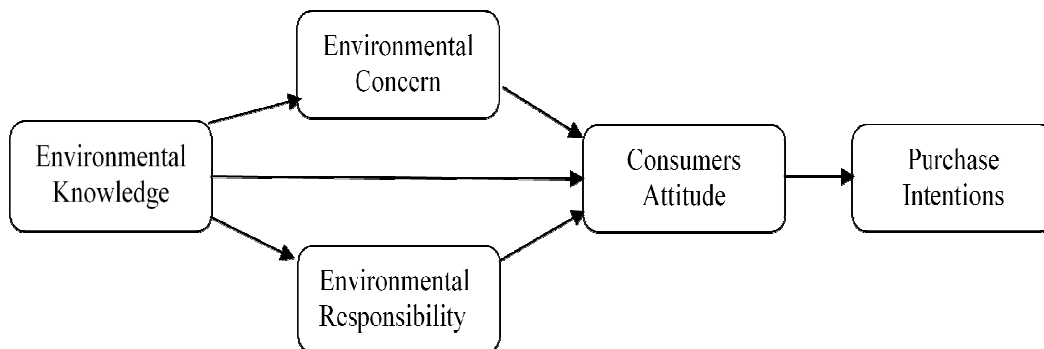 Environmental
Concern
Environmental
Knowledge
Consumers
Attitude
Purchase
Intentions
Environmental
Responsibility